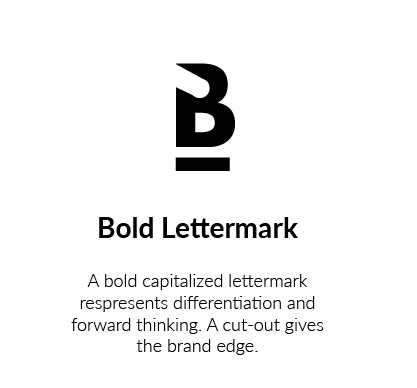 B
Bold Lettermark
A bold capitalized lettermark
respresents differentiation and
forward thinking. A cut-out gives
the brand edge.